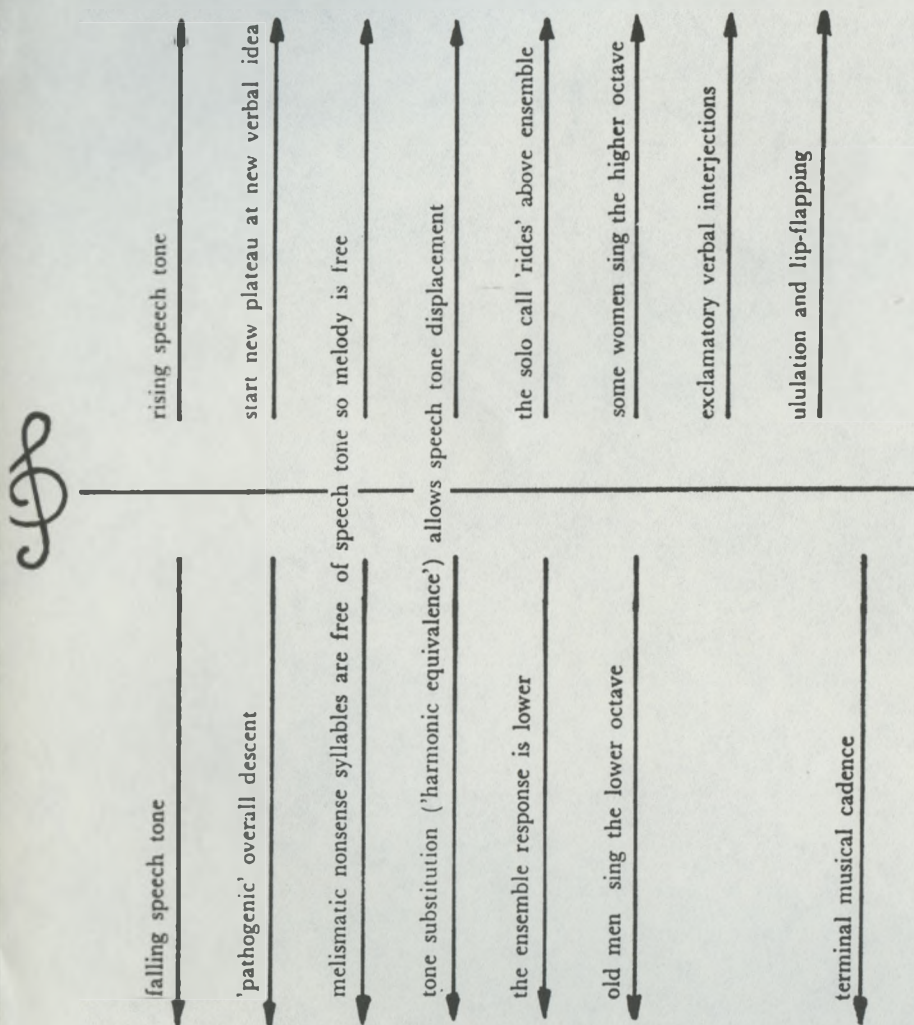 rising speech tone
falling speech tone
start new plateau at new verbal idea
'pathogenic' overall descent
melismatic nonsense syllables are free of speech tone so melody is free
tone substitution ('harmonic equivalence') allows speech tone displacement
the solo call 'rides' above ensemble
the ensemble response is lower
some women sing the higher octave
old men sing the lower octave
exclamatory verbal interjections
ululation and lip-flapping
terminal musical cadence